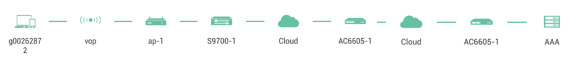 g0026287
2
vop
ap-1
S9700-1
Cloud
AC6605-1
Cloud
AC6605-1
AAA